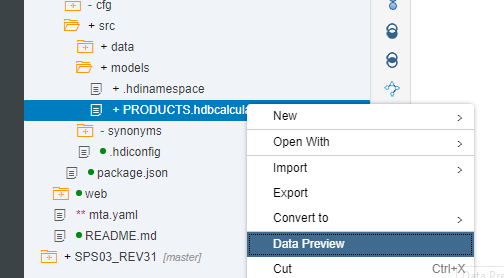 - cfg
+ src
+ data
+ models
+ .hdinamespace
+ PRODUCTS.hdbcalcula
- synonyms
.hdiconfig
package.json
web
** mta.yaml
README.md
+ SPS03_REV31 [master]
New
Open With
Import
Export
Convert to
Data Preview
Cut Ctrl+X